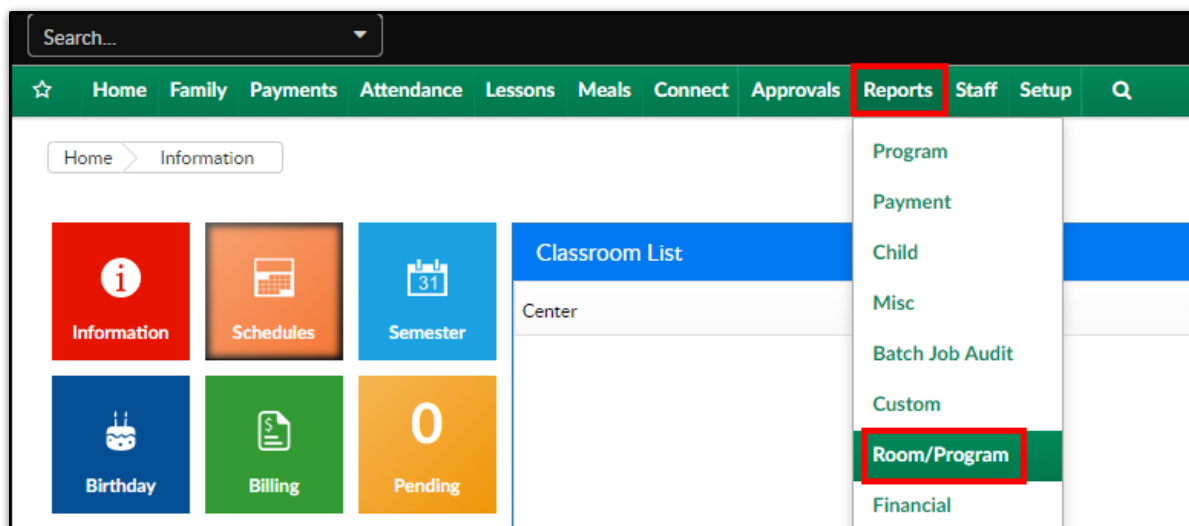 Search...
Home Family Payments Attendance Lessons Meals Connect Approvals Reports Staff Setup
Home Information
Program
Payment
Child
Misc
Batch Job Audit
Custom
Room/Program
Financial
Information
Schedules
31
Semester
Birthday
$
Billing
0
Pending
Classroom List
Center